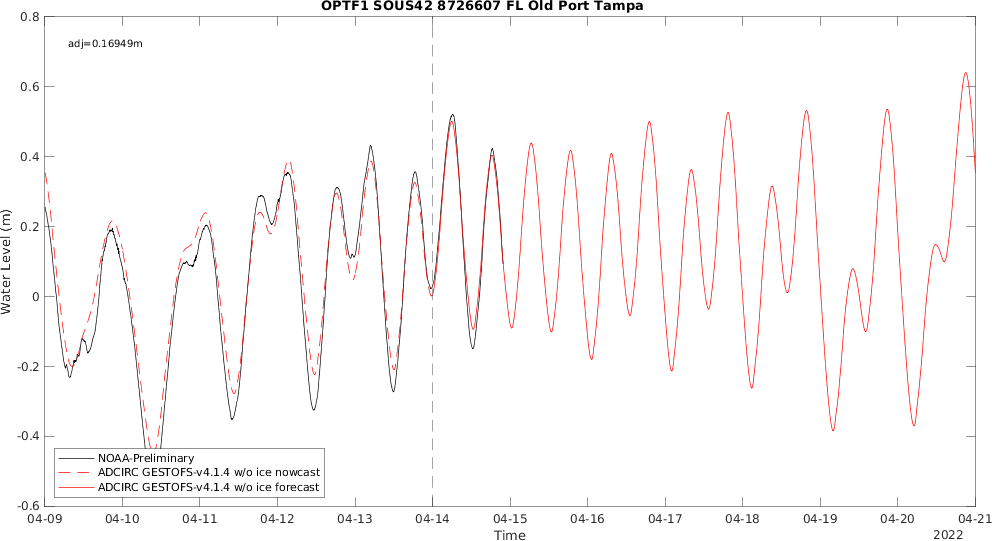 OPTF1 SOUS42 8726607 FL Old Port Tampa
adj=0.16949m
Water Level (m)
0.8
0.6
0.4
0.2
0
-0.2
-0.4
-0.6
NOAA-Preliminary
ADCIRC GESTOFS-v4.1.4 w/o ice nowcast
ADCIRC GESTOFS-v4.1.4 w/o ice forecast
04-09 04-10 04-11 04-12 04-13 04-14 04-15 04-16 04-17 04-18 04-19 04-20 04-21
Time
2022